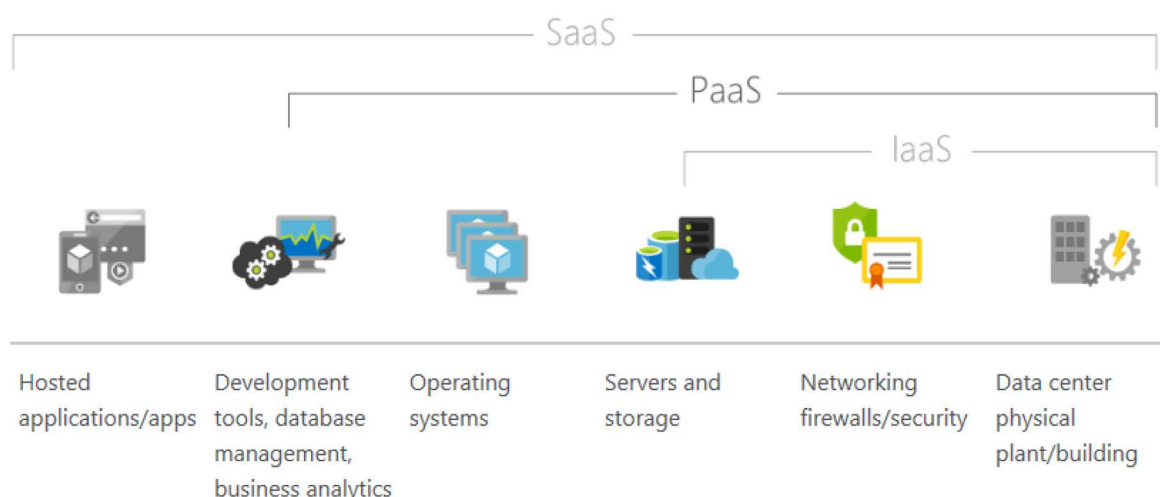 SaaS
PaaS
IaaS
Hosted
applications/apps
Development
tools, database
management,
business analytics
Operating
systems
Servers and
storage
Networking
firewalls/security
Data center
physical
plant/building